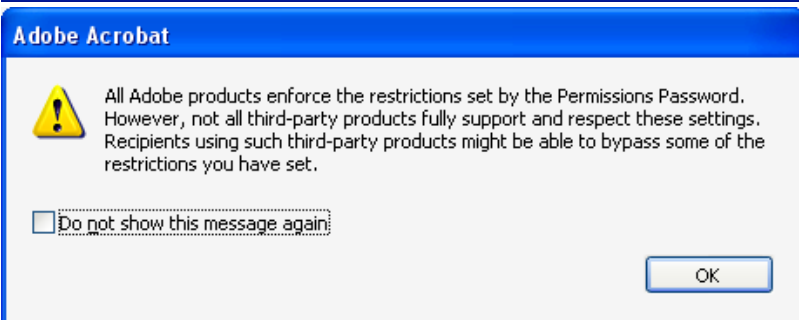 Adobe Acrobat
All Adobe products enforce the restrictions set by the Permissions Password.
However, not all third-party products fully support and respect these settings.
Recipients using such third-party products might be able to bypass some of the
restrictions you have set.
Do not show this message again
OK